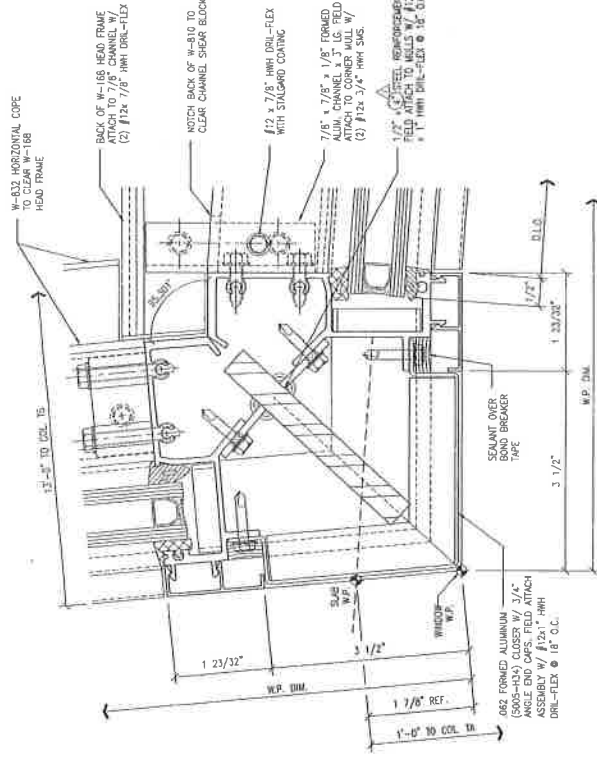 W-832 HORIZONTAL COPE
TO CLEAR W-168
HEAD FRAME
BACK OF W-168 HEAD FRAME
ATTACH TO 7/8" CHANNEL W/
(2) #12x 7/8" HWH DRIL-FLEX
NOTCH BACK OF W-810 TO
CLEAR CHANNEL SHEAR BLOCK
#12 x 7/8" HWH DRIL-FLEX
WITH STALGARD COATING
7/8" x 7/8" x 1/8" FORMED
ALUM. CHANNEL x 3" LG. FIELD
ATTACH TO CORNER MULL W/
(2) #12x 3/4" HWH SMS.
1/2" x 4" STEEL REINFORCEMENT
FIELD ATTACH TO MULLS W/ #12
x 1" HWH DRIL-FLEX @ 18" O.C.
13'-0" TO COL TG
85.501°
D.L.O.
1/2"
1 23/32"
3 1/2"
W.P. DIM.
SEALANT OVER
BOND BREAKER
TAPE
1 23/32"
3 1/2"
W.P. DIM.
SLAB
W.P.
WINDOW
W.P.
1 7/8" REF.
1'-0" TO COL TA
.062 FORMED ALUMINUM
(5005-H34) CLOSER W/ 3/4"
ANGLE END CAPS. FIELD ATTACH
ASSEMBLY W/ #12x1" HWH
DRIL-FLEX @ 18" O.C.